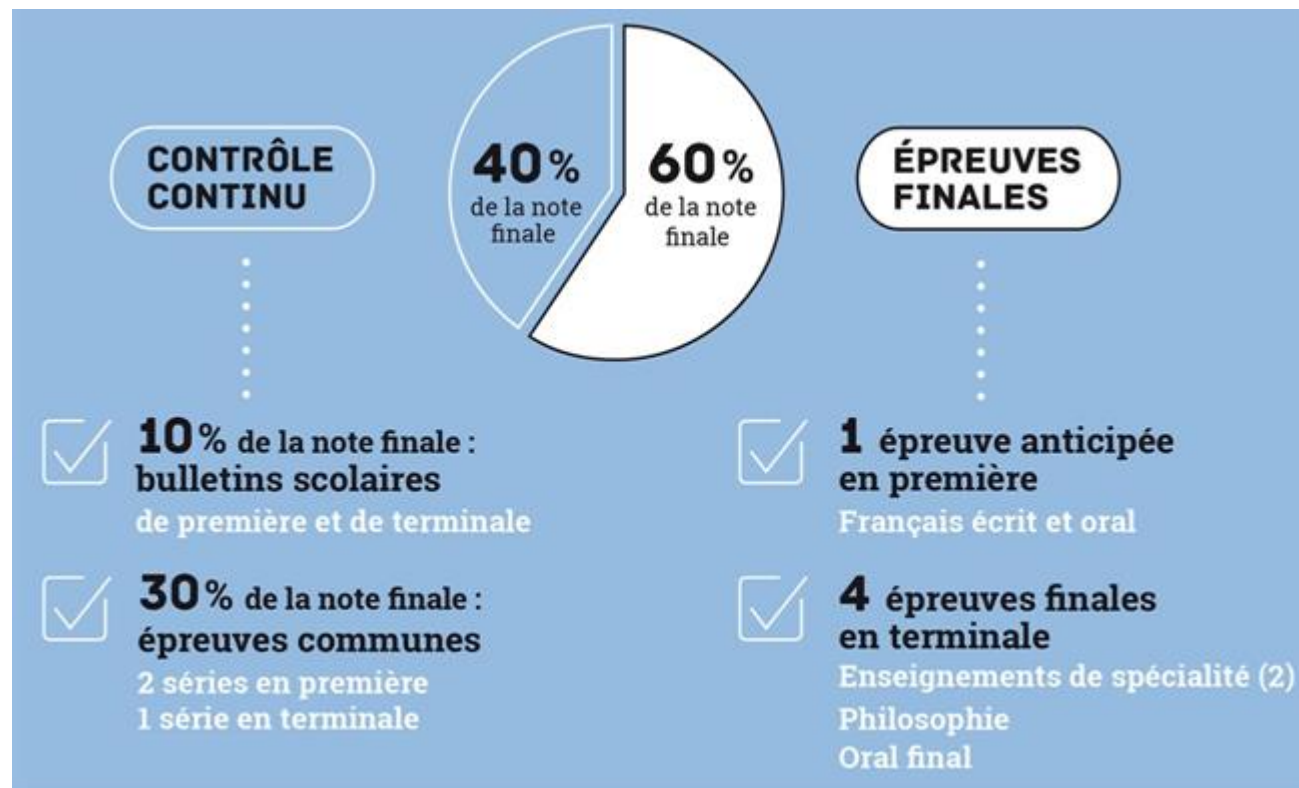 CONTRÔLE
CONTINU
40%
de la note
finale
60%
de la note
finale
ÉPREUVES
FINALES
10% de la note finale :
bulletins scolaires
de première et de terminale
30% de la note finale :
épreuves communes
2 séries en première
1 série en terminale
1 épreuve anticipée
en première
Français écrit et oral
4 épreuves finales
en terminale
Enseignements de spécialité (2)
Philosophie
Oral final